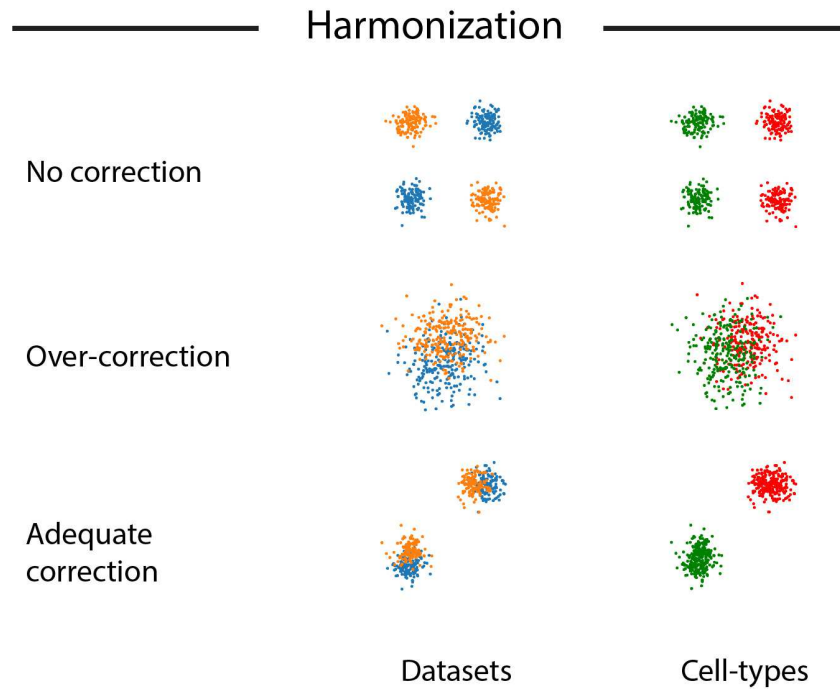 Harmonization
No correction
Over-correction
Adequate
correction
Datasets
Cell-types